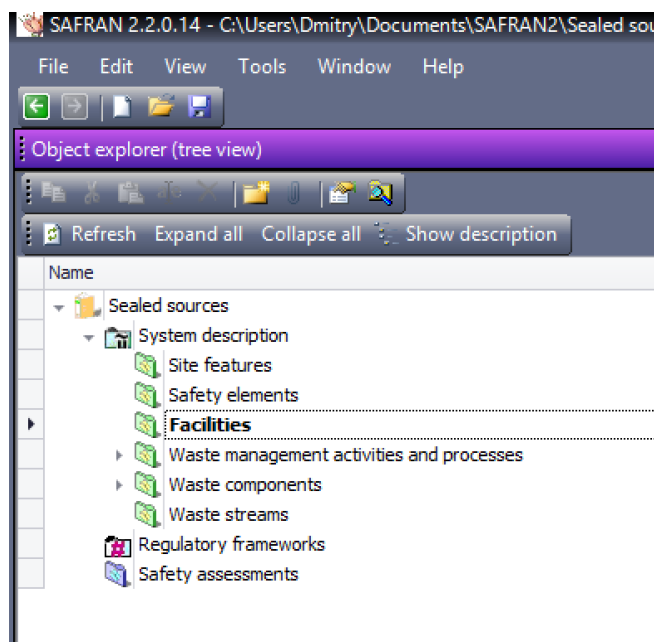 SAFRAN 2.2.0.14 - C:\Users\Dmitry\Documents\SAFRAN2\Sealed sou
File Edit View Tools Window Help
Object explorer (tree view)
Refresh Expand all Collapse all Show description
Name
Sealed sources
System description
Site features
Safety elements
Facilities
Waste management activities and processes
Waste components
Waste streams
Regulatory frameworks
Safety assessments